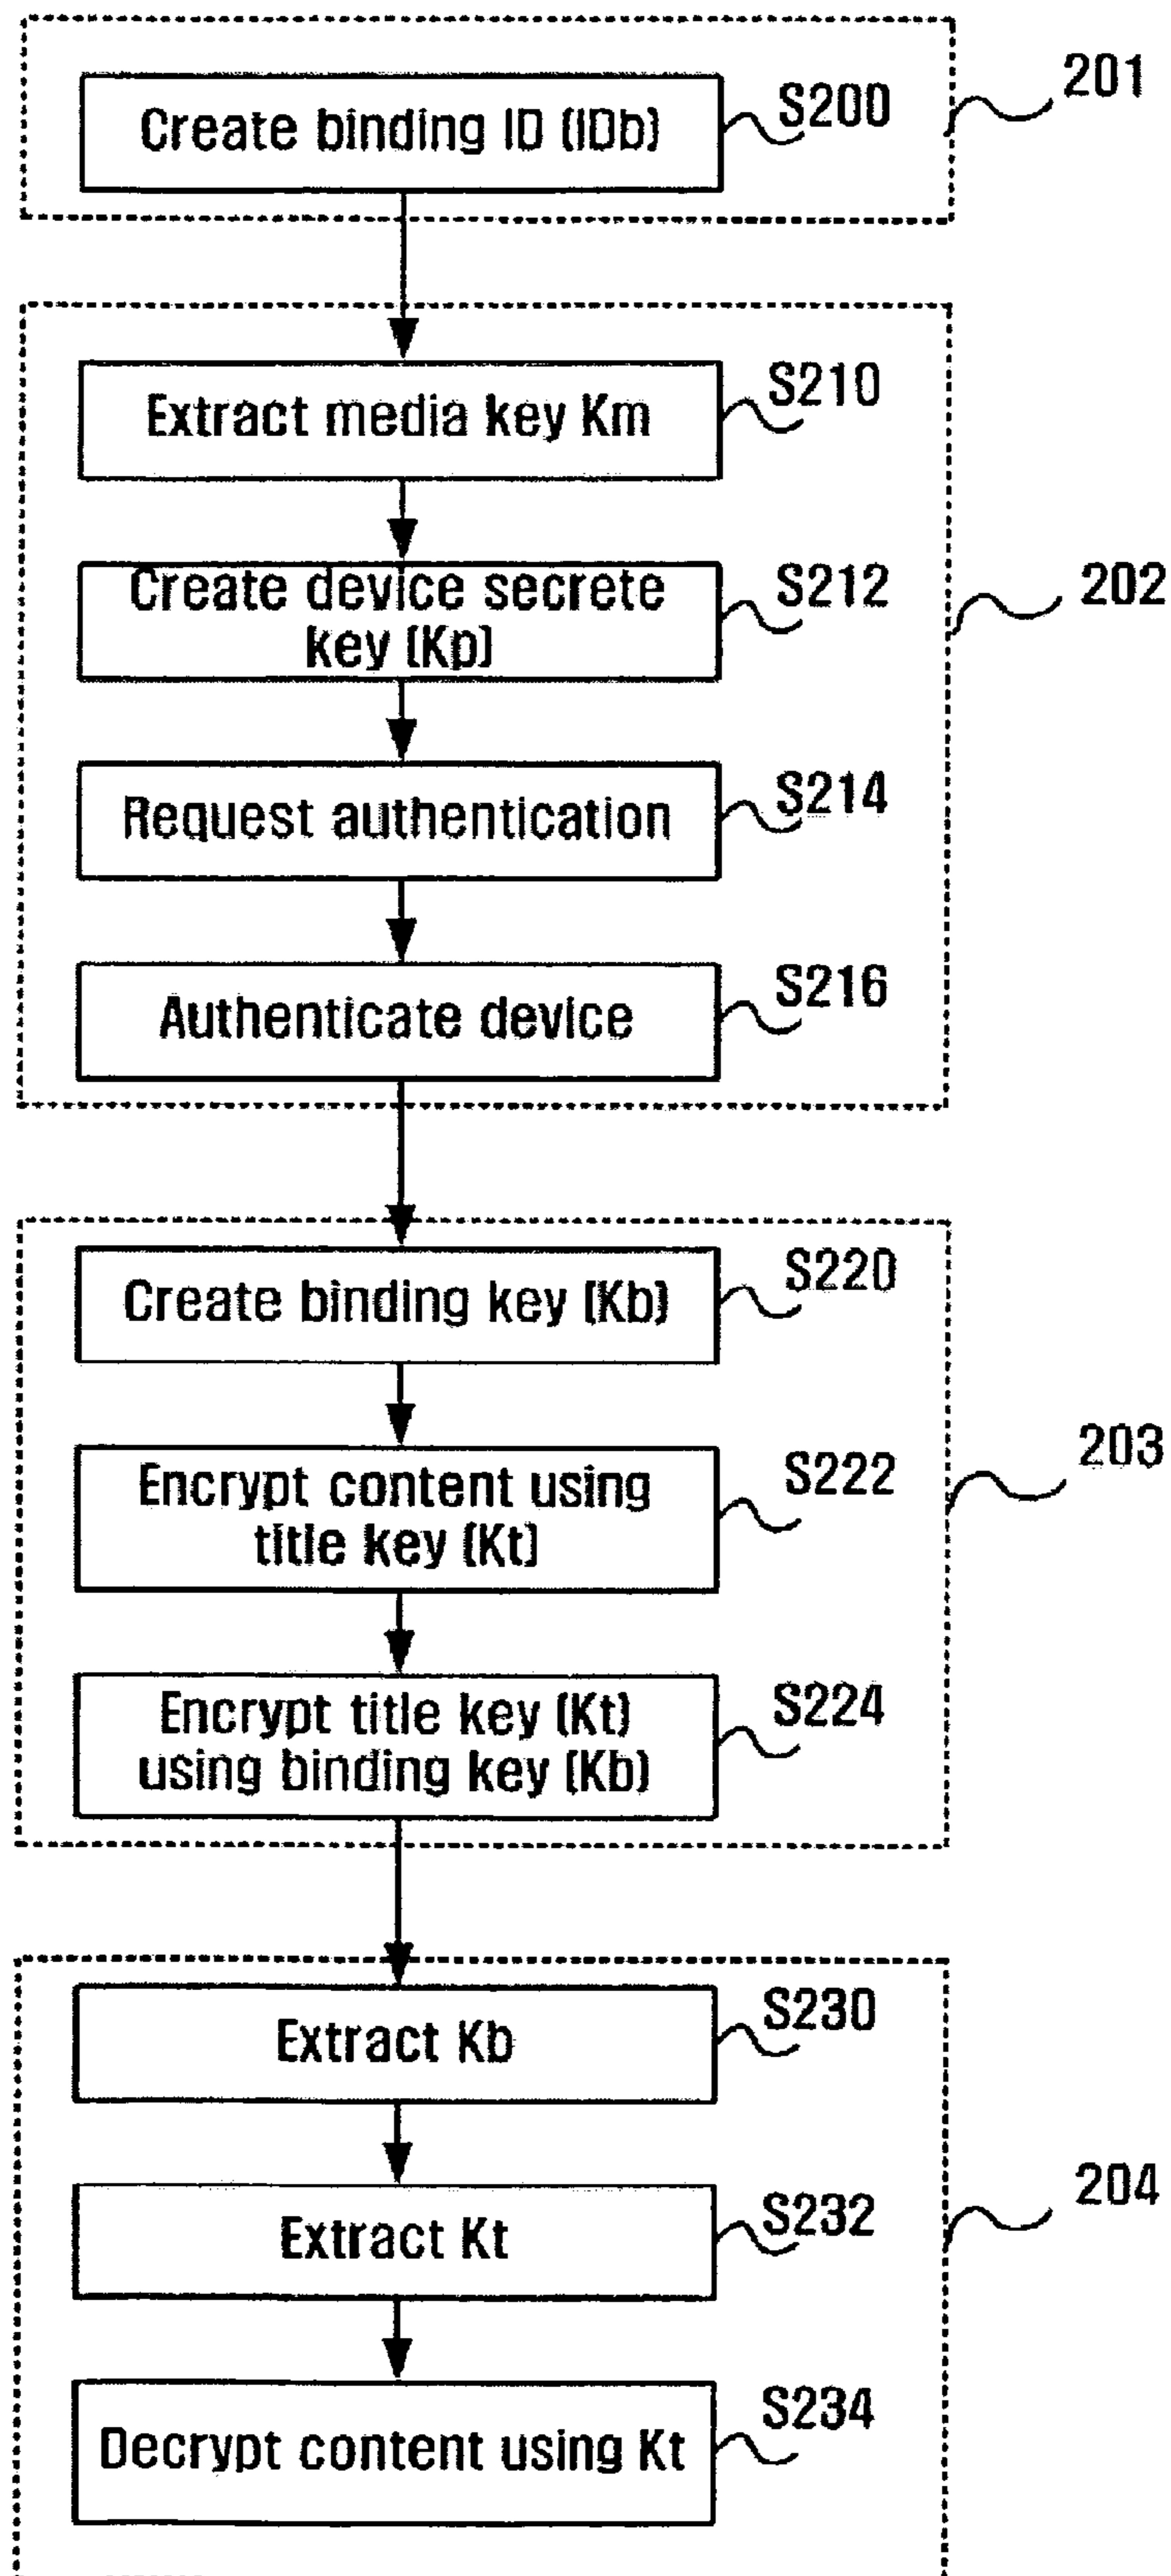 201
Create binding ID (IDb)
S200
Extract media key Km
S210
Create device secrete
key (Kp)
S212
202
Request authentication
S214
Authenticate device
S216
Create binding key (Kb)
S220
Encrypt content using
title key (Kt)
S222
203
Encrypt title key (Kt)
using binding key (Kb)
S224
Extract Kb
S230
Extract Kt
S232
204
Decrypt content using Kt
S234